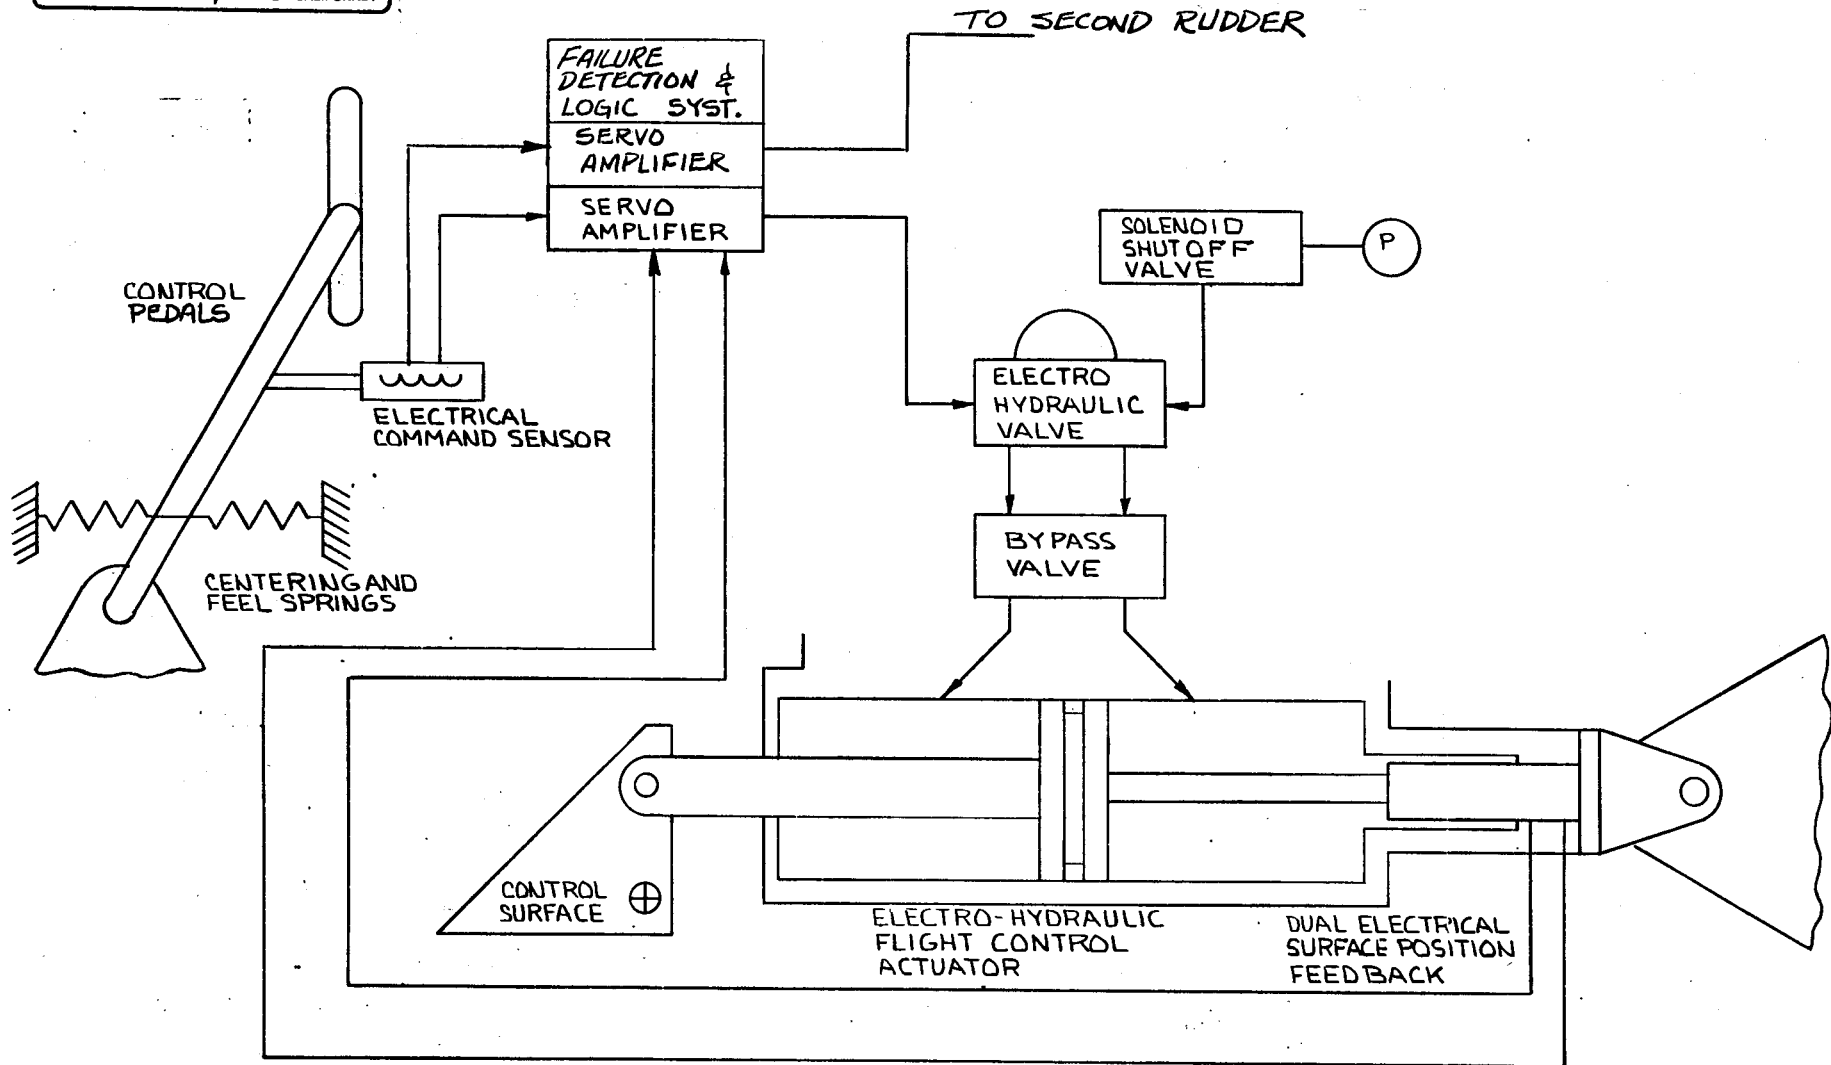 TO SECOND RUDDER
FAILURE
DETECTION &
LOGIC SYST.
SERVO
AMPLIFIER
SERVO
AMPLIFIER
SOLENOID
SHUTOFF
VALVE
P
CONTROL
PEDALS
ELECTRO
HYDRAULIC
VALVE
ELECTRICAL
COMMAND SENSOR
BYPASS
VALVE
CENTERING AND
FEEL SPRINGS
CONTROL
SURFACE
ELECTRO-HYDRAULIC
FLIGHT CONTROL
ACTUATOR
DUAL ELECTRICAL
SURFACE POSITION
FEEDBACK